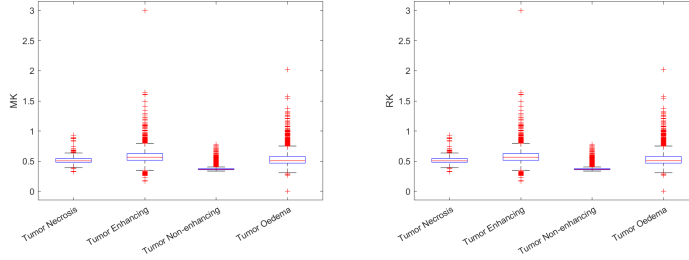 3
2.5
2
1.5
1
0.5
0
MK
Tumor Necrosis
Tumor Enhancing
Tumor Non-enhancing
Tumor Oedema
3
2.5
2
1.5
1
0.5
0
RK
Tumor Necrosis
Tumor Enhancing
Tumor Non-enhancing
Tumor Oedema